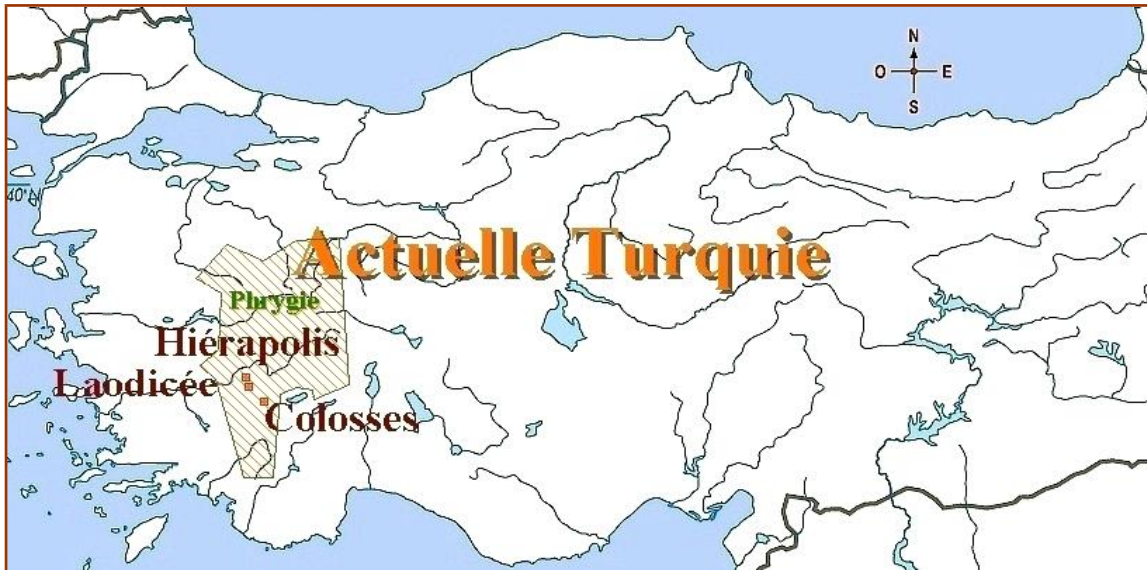 N
O E
S
40°
Actuelle Turquie
Phrygie
Hiérapolis
Laodicée
Colosses